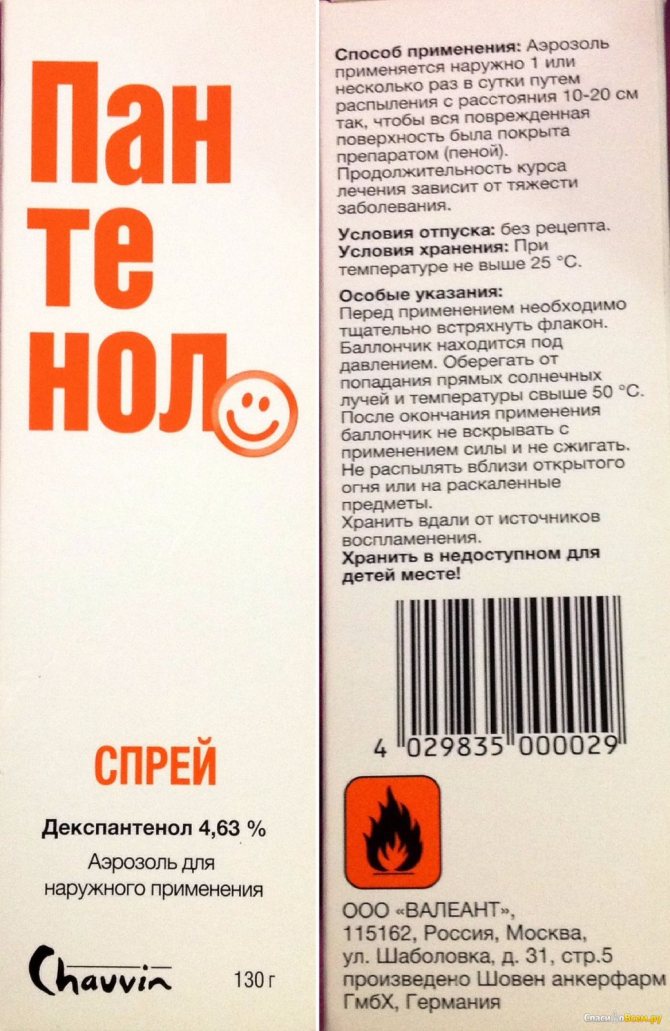 Пан
те
нол
СПРЕЙ
Декспантенол 4,63 %
Аэрозоль для
наружного применения
Chauvin 130 г
Способ применения: Аэрозоль
применяется наружно 1 или
несколько раз в сутки путем
распыления с расстояния 10-20 см
так, чтобы вся поврежденная
поверхность была покрыта
препаратом (пеной).
Продолжительность курса
лечения зависит от тяжести
заболевания.
Условия отпуска: без рецепта.
Условия хранения: При
температуре не выше 25 °C.
Особые указания:
Перед применением необходимо
тщательно встряхнуть флакон.
Баллончик находится под
давлением. Оберегать от
попадания прямых солнечных
лучей и температуры свыше 50 °C.
После окончания применения
баллончик не вскрывать с
применением силы и не сжигать.
Не распылять вблизи открытого
огня или на раскаленные
предметы.
Хранить вдали от источников
воспламенения.
Хранить в недоступном для
детей месте!
4 029835 000029
ООО «ВАЛЕАНТ»,
115162, Россия, Москва,
ул. Шаболовка, д. 31, стр.5
произведено Шовен анкерфарм
ГмбХ, Германия
СпасибоВсем.ру